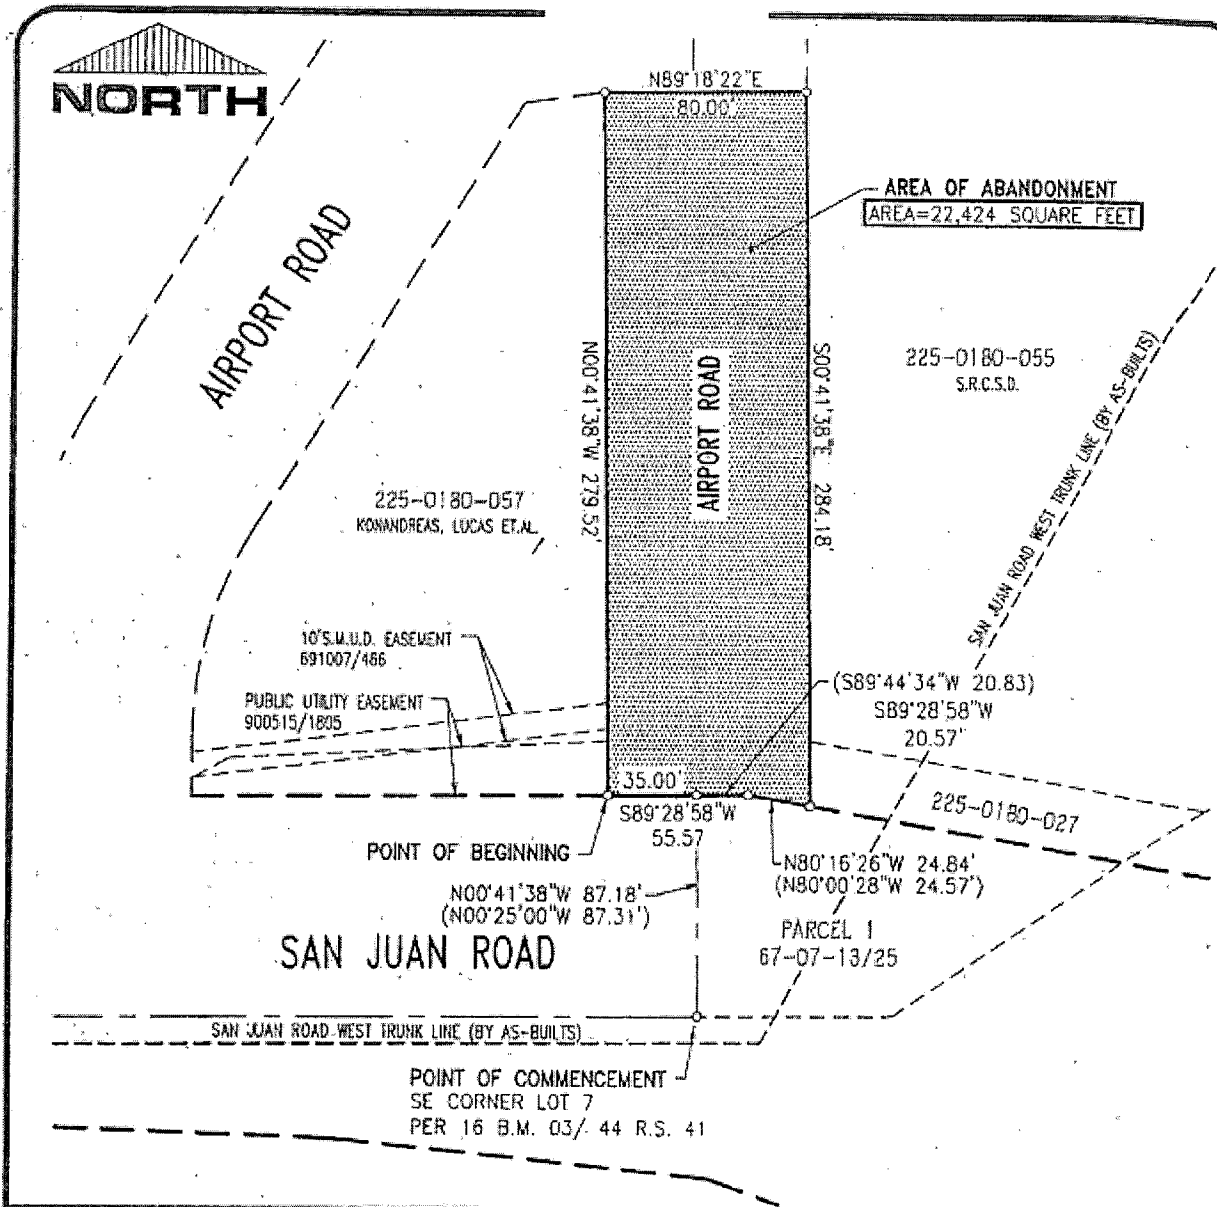 NORTH
N89°18'22"E
80.00'
AREA OF ABANDONMENT
AREA=22,424 SQUARE FEET
AIRPORT ROAD
N00°41'38"W 279.52'
AIRPORT ROAD
S00°41'38"E 284.18'
225-0180-055
S.R.C.S.D.
SAN JUAN ROAD WEST TRUNK LINE (BY AS-BUILTS)
225-0180-057
KONANDREAS, LUCAS ET.AL.
10'S.M.U.D. EASEMENT
691007/466
PUBLIC UTILITY EASEMENT
900515/1805
(S89°44'34"W 20.83)
S89°28'58"W
20.57'
35.00'
S89°28'58"W
55.57
225-0180-027
POINT OF BEGINNING
N80°16'26"W 24.84'
(N80°00'28"W 24.57')
N00°41'38"W 87.18'
(N00°25'00"W 87.31')
PARCEL 1
67-07-13/25
SAN JUAN ROAD
SAN JUAN ROAD WEST TRUNK LINE (BY AS-BUILTS)
POINT OF COMMENCEMENT
SE CORNER LOT 7
PER 16 B.M. 03/ 44 R.S. 41